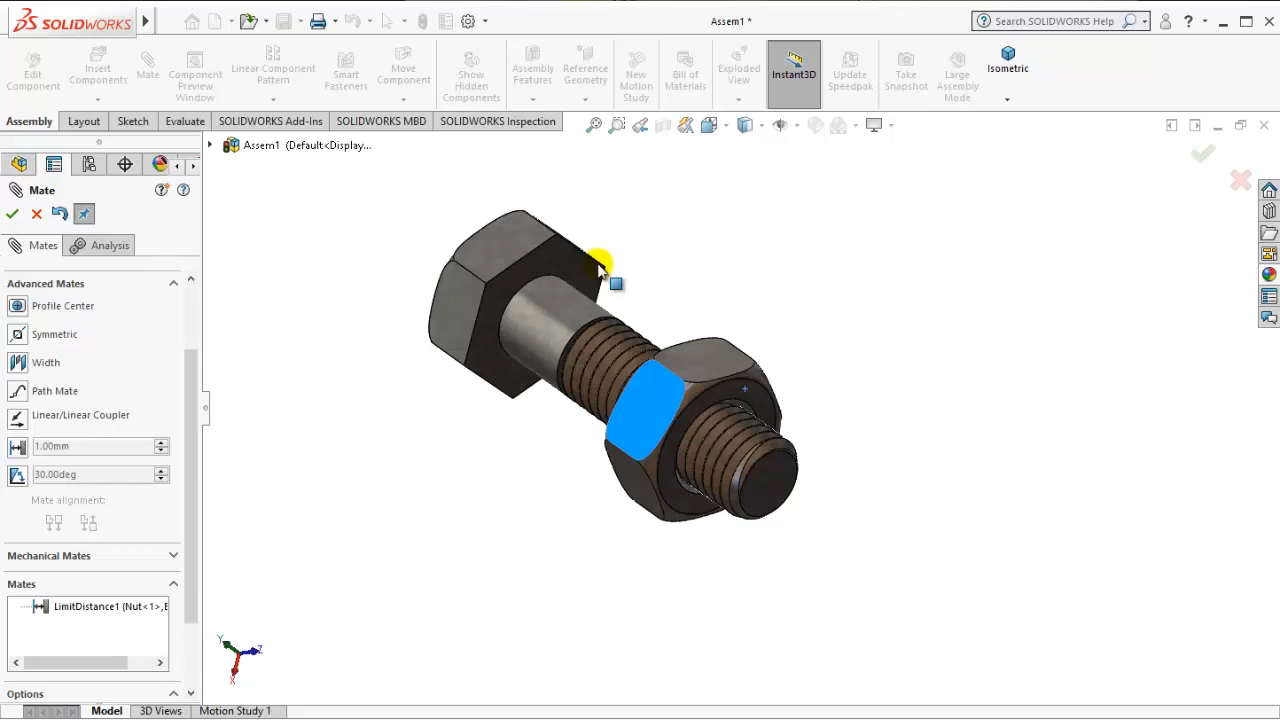 SOLIDWORKS
Assem1 *
Search SOLIDWORKS Help
?
Edit Component
Insert Components
Mate
Component Preview Window
Linear Component Pattern
Smart Fasteners
Move Component
Show Hidden Components
Assembly Features
Reference Geometry
New Motion Study
Bill of Materials
Exploded View
Instant3D
Update Speedpak
Take Snapshot
Large Assembly Mode
Isometric
Assembly
Layout
Sketch
Evaluate
SOLIDWORKS Add-Ins
SOLIDWORKS MBD
SOLIDWORKS Inspection
Assem1 (Default<Display...
Mate
Mates
Analysis
Advanced Mates
Profile Center
Symmetric
Width
Path Mate
Linear/Linear Coupler
1.00mm
30.00deg
Mate alignment:
Mechanical Mates
Mates
LimitDistance1 (Nut<1>,B
Options
Y
Z
X
Model
3D Views
Motion Study 1